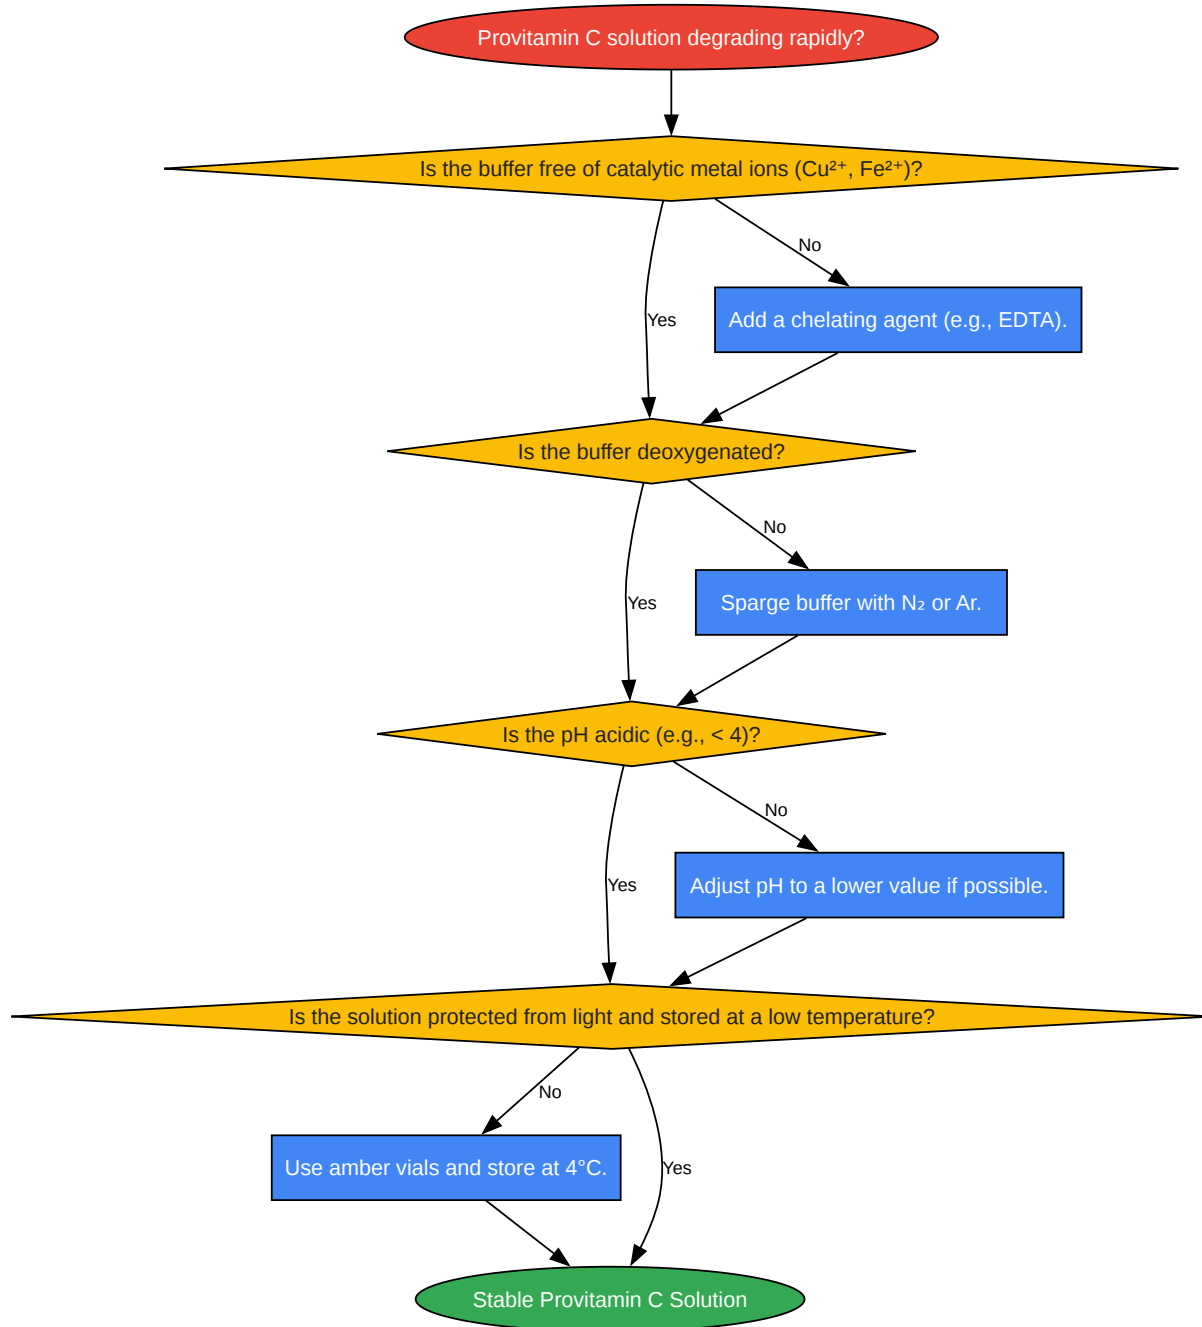 Provitamin C solution degrading rapidly?
Is the buffer free of catalytic metal ions (Cu²⁺, Fe²⁺)?
No
Add a chelating agent (e.g., EDTA).
Yes
Is the buffer deoxygenated?
No
Sparge buffer with N₂ or Ar.
Yes
Is the pH acidic (e.g., < 4)?
No
Adjust pH to a lower value if possible.
Yes
Is the solution protected from light and stored at a low temperature?
No
Use amber vials and store at 4°C.
Yes
Stable Provitamin C Solution